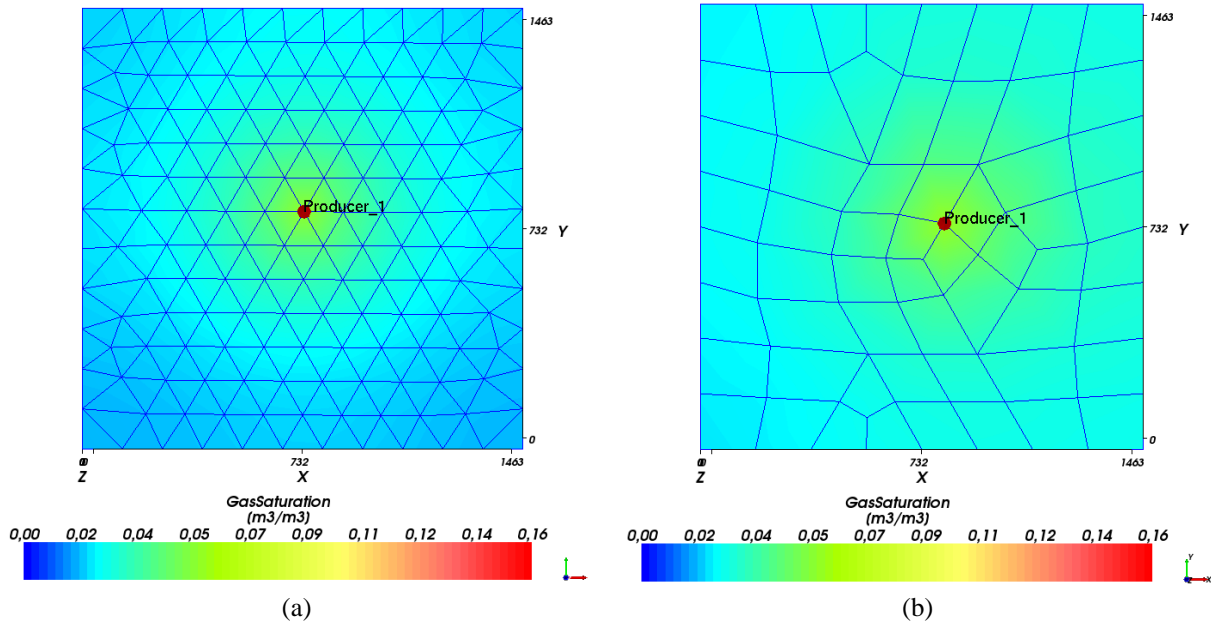 1463
Producer_1
732 Y
0
0 732 1463
Z X
GasSaturation
(m3/m3)
0,00 0,02 0,04 0,05 0,07 0,09 0,11 0,12 0,14 0,16
(a)
1463
Producer_1
732 Y
0
0 732 1463
Z X
GasSaturation
(m3/m3)
0,00 0,02 0,04 0,05 0,07 0,09 0,11 0,12 0,14 0,16
Y
Z X
(b)